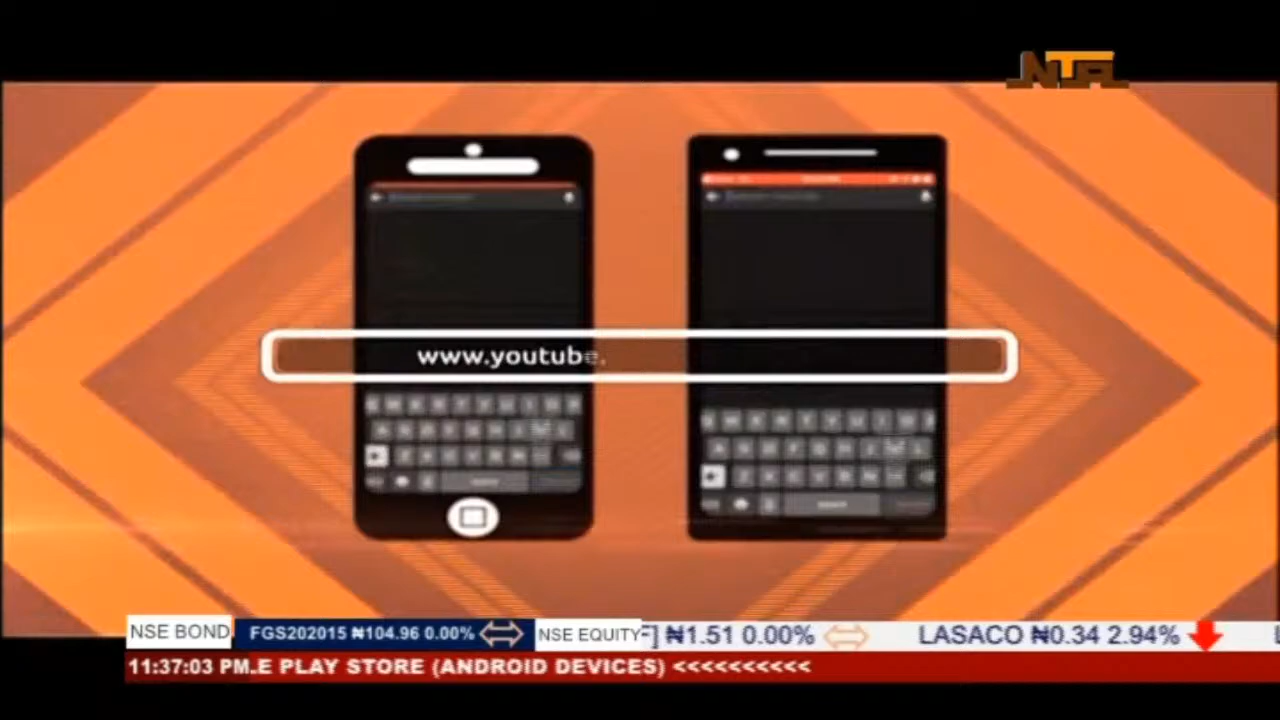 NTA
www.youtube.
NSE BOND FGS202015 ₦104.96 0.00% NSE EQUITY F] ₦1.51 0.00% LASACO ₦0.34 2.94%
11:37:03 PM.E PLAY STORE (ANDROID DEVICES) <<<<<<<<<<